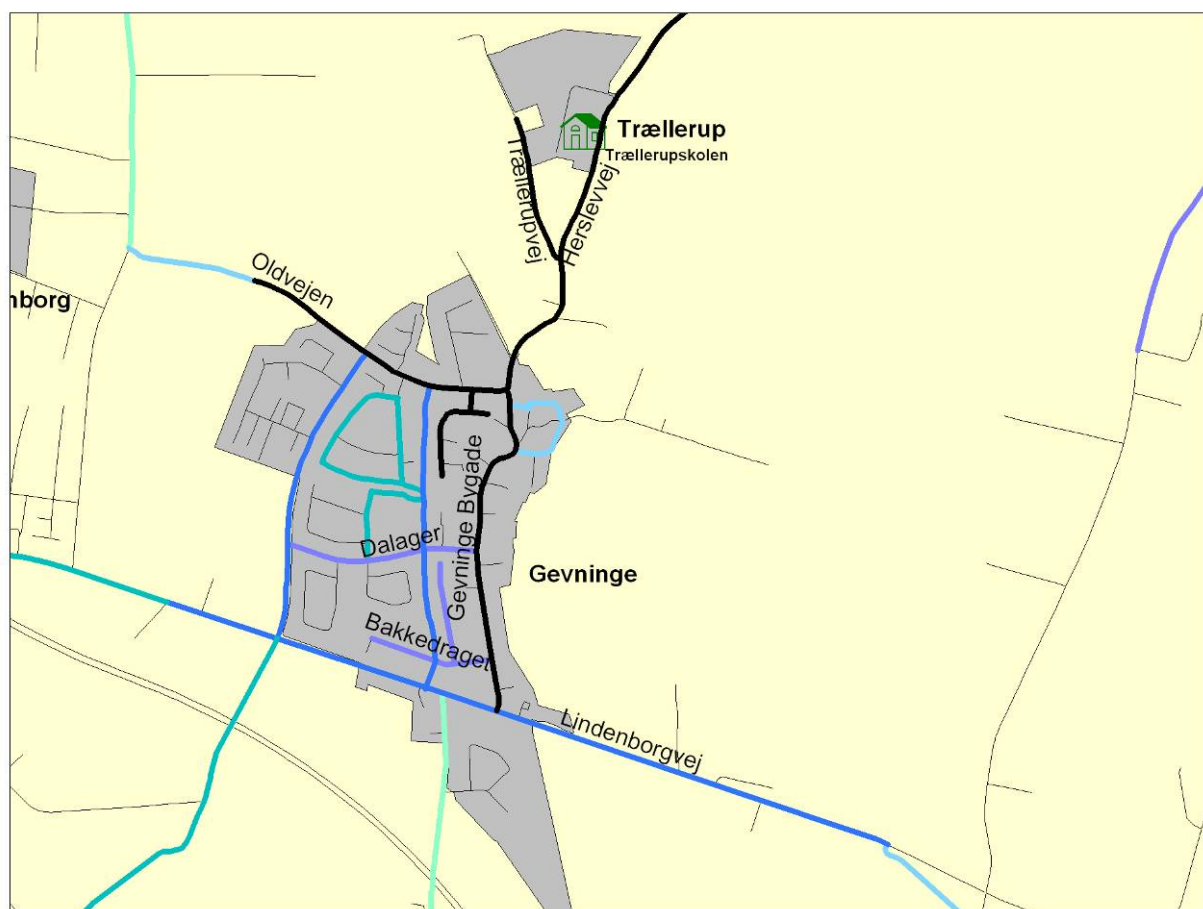 Trællerup
Trællerupskolen
Trællerupvej
Herslevvej
Oldvejen
nborg
Gevninge Bygade
Dalager
Gevninge
Bakkedraget
Lindenborgvej